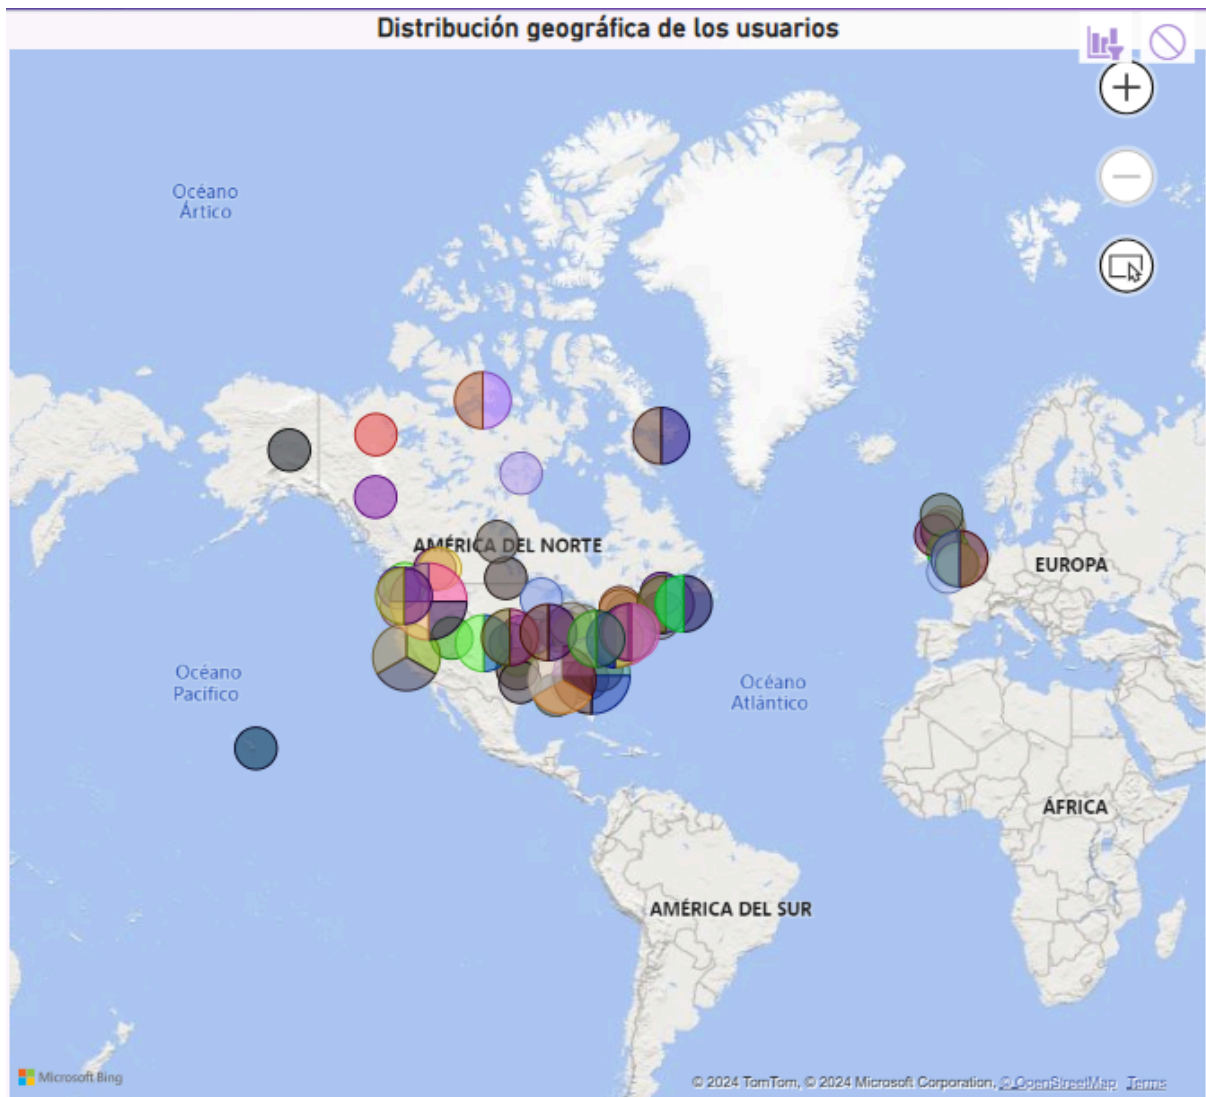 Distribución geográfica de los usuarios
Océano
Ártico
AMÉRICA DEL NORTE
EUROPA
Océano
Pacífico
Océano
Atlántico
ÁFRICA
AMÉRICA DEL SUR
Microsoft Bing
© 2024 TomTom, © 2024 Microsoft Corporation, © OpenStreetMap Terms